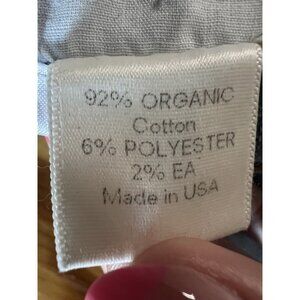 92% ORGANIC
Cotton
6% POLYESTER
2% EA
Made in USA